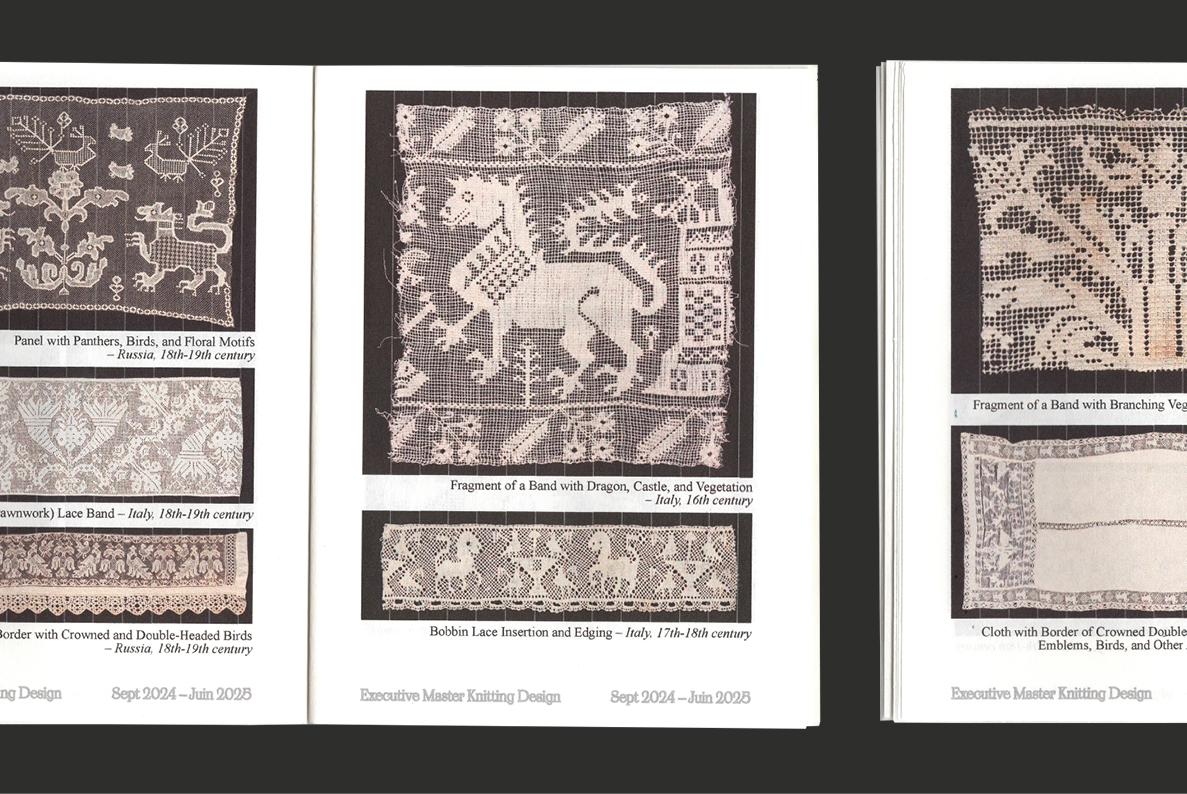 Panel with Panthers, Birds, and Floral Motifs
– Russia, 18th-19th century
Lace Band – Italy, 18th-19th century
Border with Crowned and Double-Headed Birds
– Russia, 18th-19th century
Design
Sept 2024 – Juin 2025
Fragment of a Band with Dragon, Castle, and Vegetation
– Italy, 16th century
Bobbin Lace Insertion and Edging – Italy, 17th-18th century
Executive Master Knitting Design
Sept 2024 – Juin 2025
Fragment of a Band with Branching
Cloth with Border of Crowned
Emblems, Birds, and Other
Executive Master Knitting Design